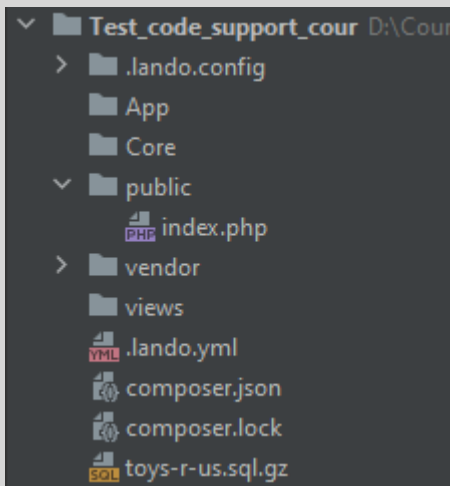 Test_code_support_cour D:\Cour
.lando.config
App
Core
public
PHP index.php
vendor
views
YML .lando.yml
composer.json
composer.lock
SQL toys-r-us.sql.gz